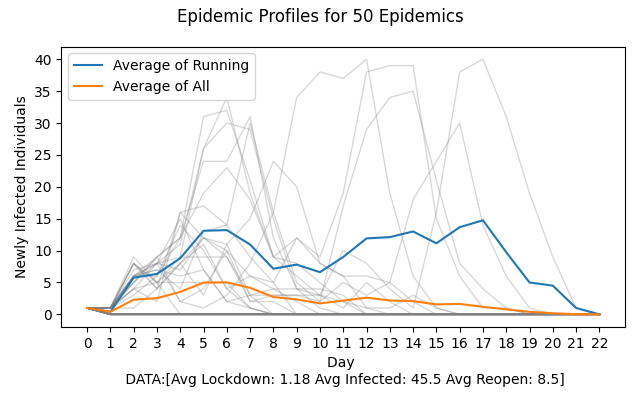 Epidemic Profiles for 50 Epidemics
Average of Running
Average of All
Newly Infected Individuals
40
35
30
25
20
15
10
5
0
0 1 2 3 4 5 6 7 8 9 10 11 12 13 14 15 16 17 18 19 20 21 22
Day
DATA:[Avg Lockdown: 1.18 Avg Infected: 45.5 Avg Reopen: 8.5]